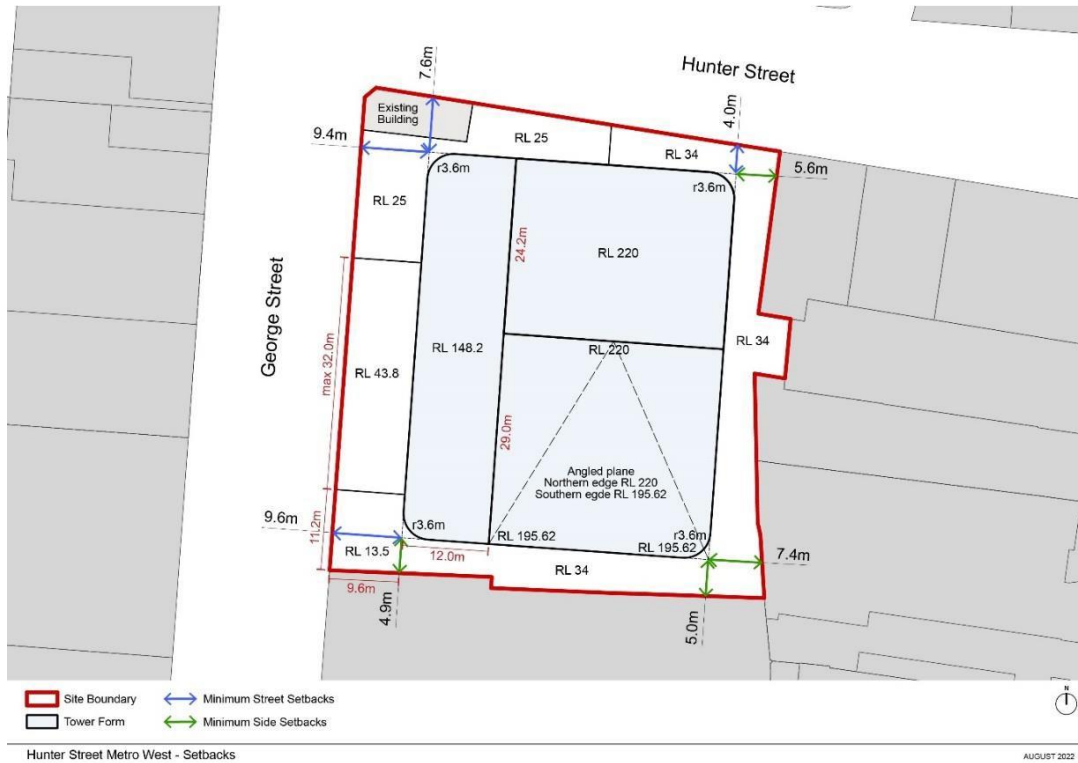 Hunter Street
7.6m
4.0m
Existing
Building
RL 25
9.4m
RL 34
5.6m
r3.6m
r3.6m
RL 25
24.2m
RL 220
George Street
RL 148.2
RL 34
RL 220
max 32.0m
RL 43.8
29.0m
Angled plane
Northern edge RL 220
Southern egde RL 195.62
9.6m
r3.6m
r3.6m
11.2m
RL 195.62
RL 195.62
7.4m
RL 13.5
12.0m
RL 34
9.6m
4.9m
5.0m
Site Boundary
Minimum Street Setbacks
N
Tower Form
Minimum Side Setbacks
Hunter Street Metro West - Setbacks
AUGUST 2022